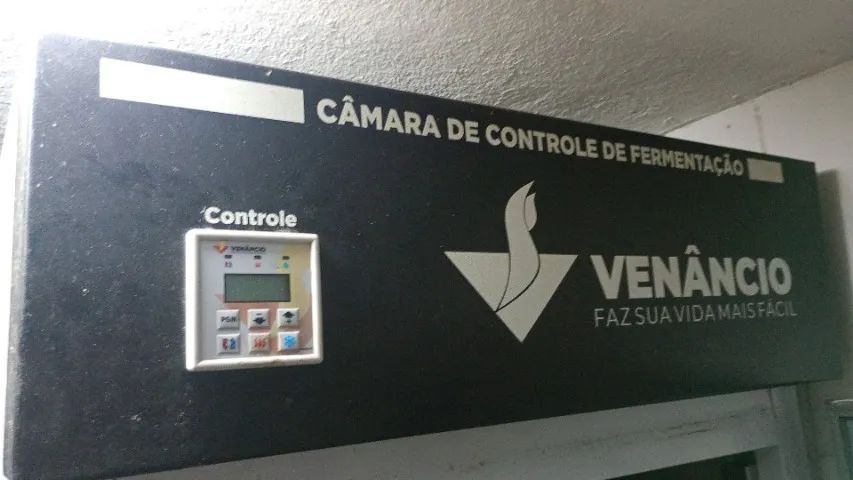 CÂMARA DE CONTROLE DE FERMENTAÇÃO
Controle
VENÂNCIO
PGM
VENÂNCIO
FAZ SUA VIDA MAIS FÁCIL